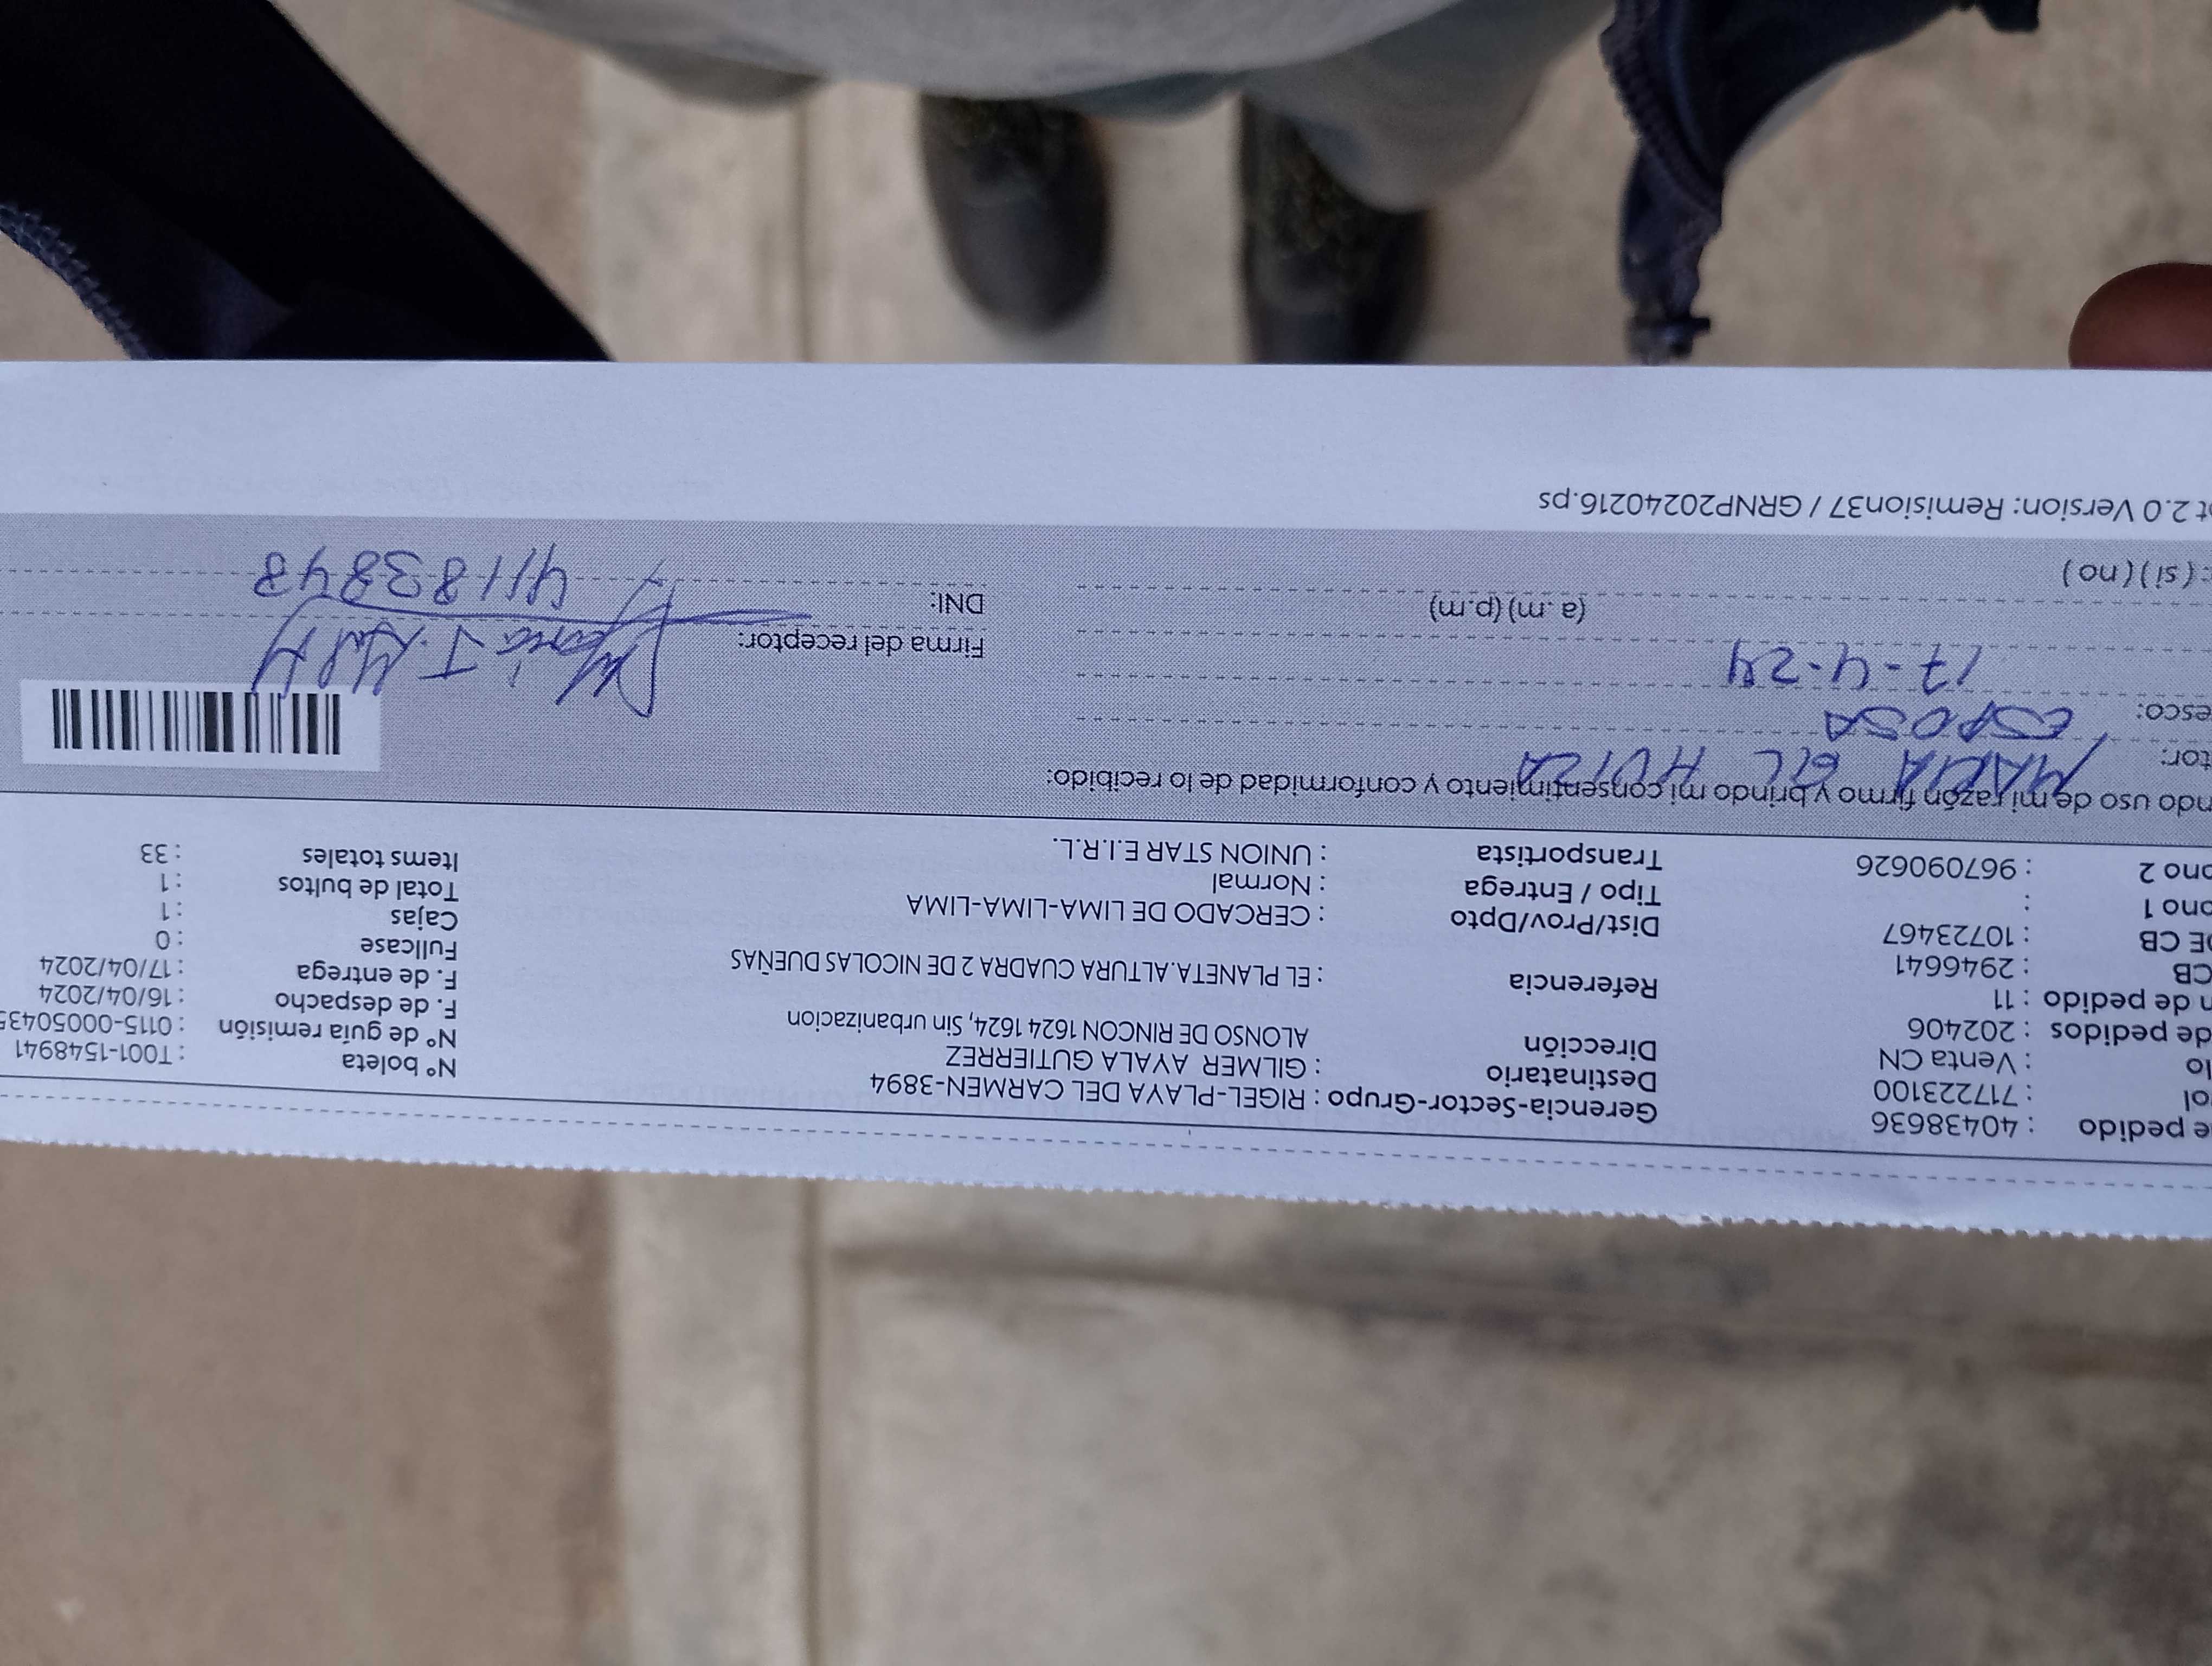 e pedido : 40438636 Gerencia-Sector-Grupo : RIGEL-PLAYA DEL CARMEN-3894 N° boleta : T001-1548941
ol : 717223100 Destinatario : GILMER AYALA GUTIERREZ N° guía remisión : 0115-00050435
lo : Venta CN Dirección ALONSO DE RINCON 1624 1624, Sin urbanizacion F. de despacho : 16/04/2024
de pedidos : 202406 F. de entrega : 17/04/2024
n de pedido : 11 Referencia : EL PLANETA.ALTURA CUADRA 2 DE NICOLAS DUEÑAS Fullcase : 0
CB : 2946641 Cajas : 1
DE CB : 10723467 Dist/Prov/Dpto : CERCADO DE LIMA-LIMA-LIMA Total de bultos : 1
ono 1 : Tipo / Entrega : Normal Items totales : 33
ono 2 : 967090626 Transportista : UNION STAR E.I.R.L.
ndo uso de mi razón firmo y brindo mi consentimiento y conformidad de lo recibido:
tor: MARIA GIL HUIZA
esco: ESPOSA
17-4-24 Firma del receptor: Maria J.
(a.m) (p.m) DNI: 41183848
: (si) (no)
t 2.0 Version: Remision37 / GRNP20240216.ps